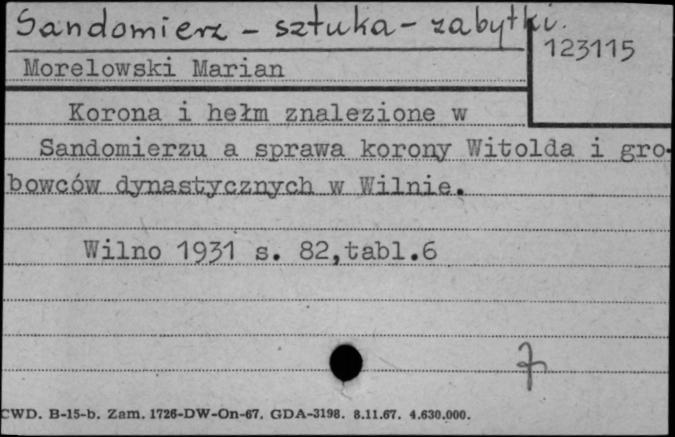 Sandomierz - sztuka - zabytki.
123115
Morelowski Marian
Korona i hełm znalezione w
Sandomierzu a sprawa korony Witolda i gro-
bowców dynastycznych w Wilnie.
Wilno 1931 s. 82,tabl.6
CWD. B-15-b. Zam. 1726-DW-On-67. GDA-3198. 8.11.67. 4.630.000.